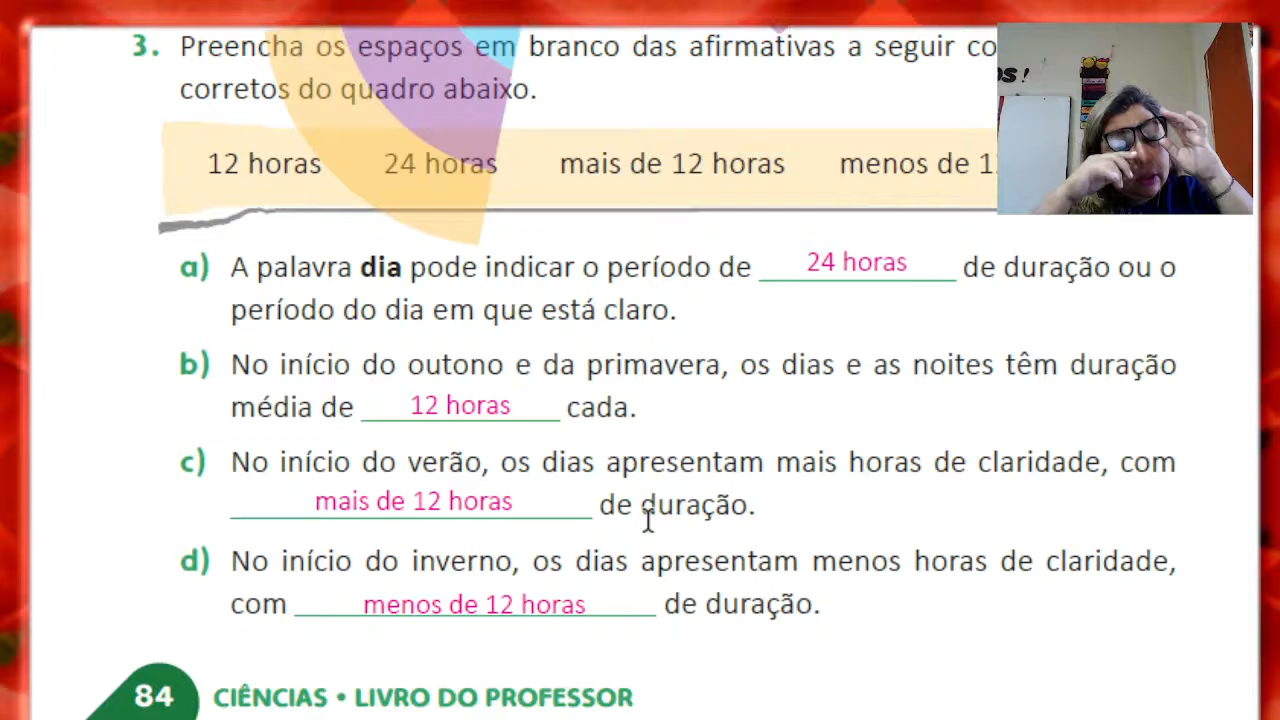 3. Preencha os espaços em branco das afirmativas a seguir co
corretos do quadro abaixo.
OS!
12 horas 24 horas mais de 12 horas menos de 1
a) A palavra dia pode indicar o período de 24 horas de duração ou o
período do dia em que está claro.
b) No início do outono e da primavera, os dias e as noites têm duração
média de 12 horas cada.
c) No início do verão, os dias apresentam mais horas de claridade, com
mais de 12 horas de duração.
d) No início do inverno, os dias apresentam menos horas de claridade,
com menos de 12 horas de duração.
84 CIÊNCIAS • LIVRO DO PROFESSOR